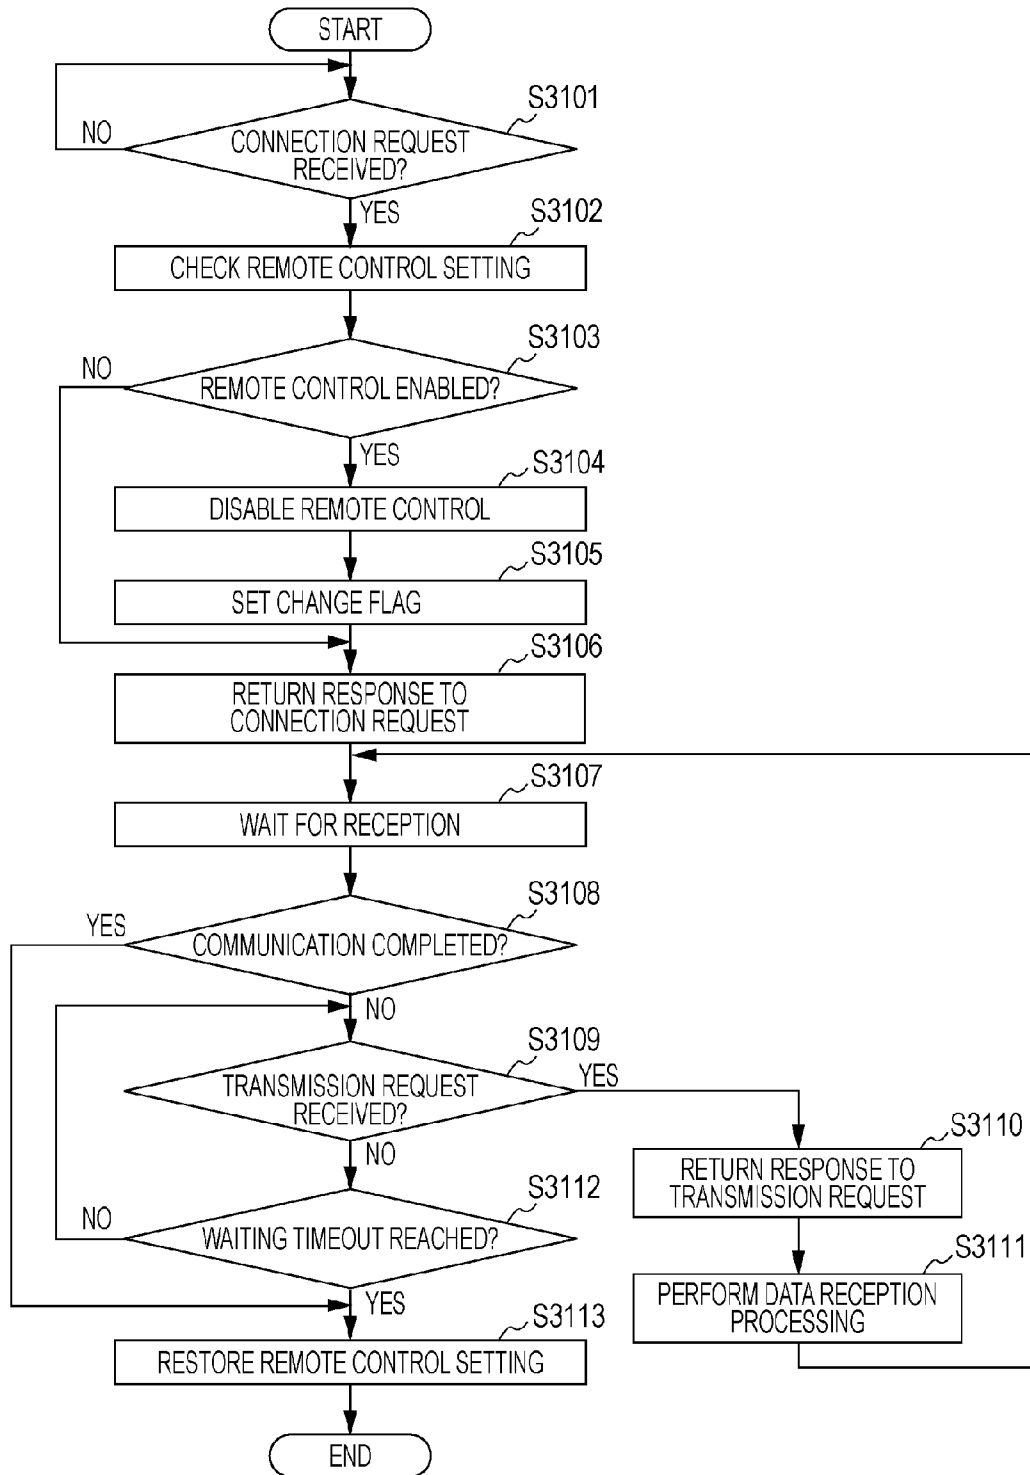 START
S3101
NO
CONNECTION REQUEST
RECEIVED?
YES
S3102
CHECK REMOTE CONTROL SETTING
S3103
NO
REMOTE CONTROL ENABLED?
YES
S3104
DISABLE REMOTE CONTROL
S3105
SET CHANGE FLAG
S3106
RETURN RESPONSE TO
CONNECTION REQUEST
S3107
WAIT FOR RECEPTION
S3108
YES
COMMUNICATION COMPLETED?
NO
S3109
TRANSMISSION REQUEST
RECEIVED?
YES
NO
S3110
RETURN RESPONSE TO
TRANSMISSION REQUEST
S3112
NO
WAITING TIMEOUT REACHED?
YES
S3111
PERFORM DATA RECEPTION
PROCESSING
S3113
RESTORE REMOTE CONTROL SETTING
END